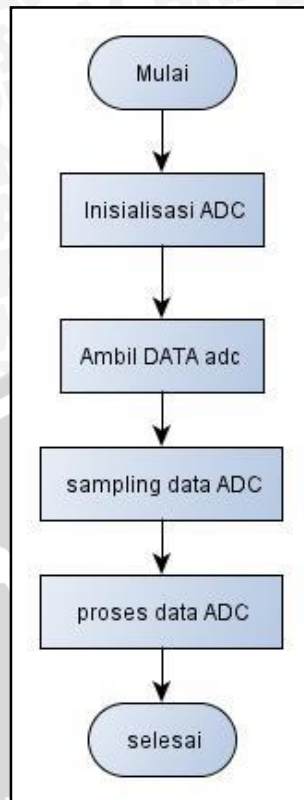 Mulai
Inisialisasi ADC
Ambil DATA adc
sampling data ADC
proses data ADC
selesai